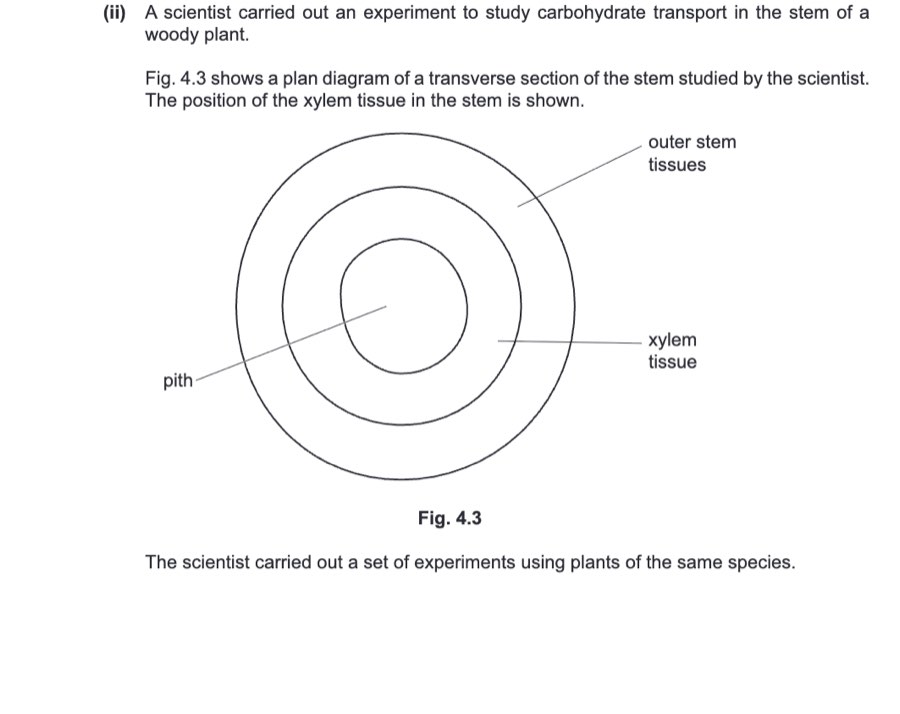 (ii) A scientist carried out an experiment to study carbohydrate transport in the stem of a
woody plant.
Fig. 4.3 shows a plan diagram of a transverse section of the stem studied by the scientist.
The position of the xylem tissue in the stem is shown.
outer stem
tissues
xylem
tissue
pith
Fig. 4.3
The scientist carried out a set of experiments using plants of the same species.